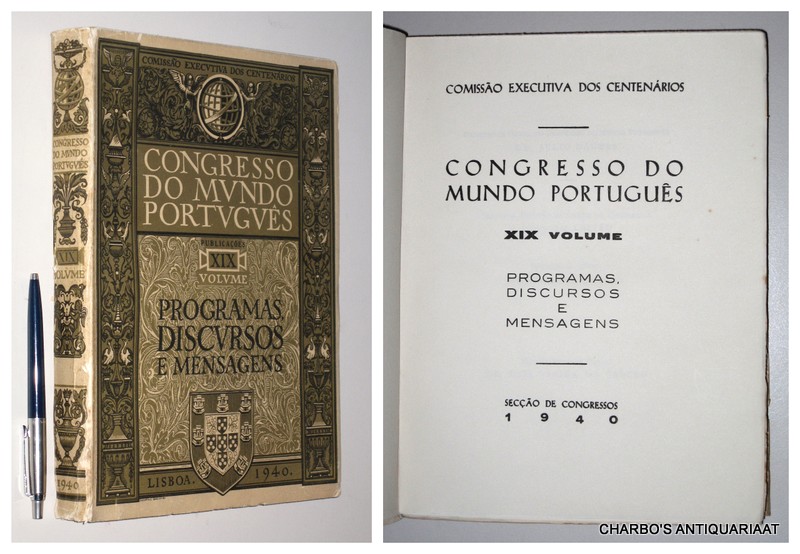 CONGRESSO
DO MVNDO
PORTVGVÊS
XIX
VOLVME
1940
COMISSÃO EXECVTIVA DOS CENTENÁRIOS
CONGRESSO
DO MVNDO
PORTVGVÊS
PUBLICAÇÕES
XIX
VOLVME
PROGRAMAS,
DISCVRSOS
E MENSAGENS
LISBOA. 1940.
COMISSÃO EXECUTIVA DOS CENTENÁRIOS
CONGRESSO DO
MUNDO PORTUGUÊS
XIX VOLUME
PROGRAMAS,
DISCURSOS
E
MENSAGENS
SECÇÃO DE CONGRESSOS
1940
CHARBO'S ANTIQUARIAAT